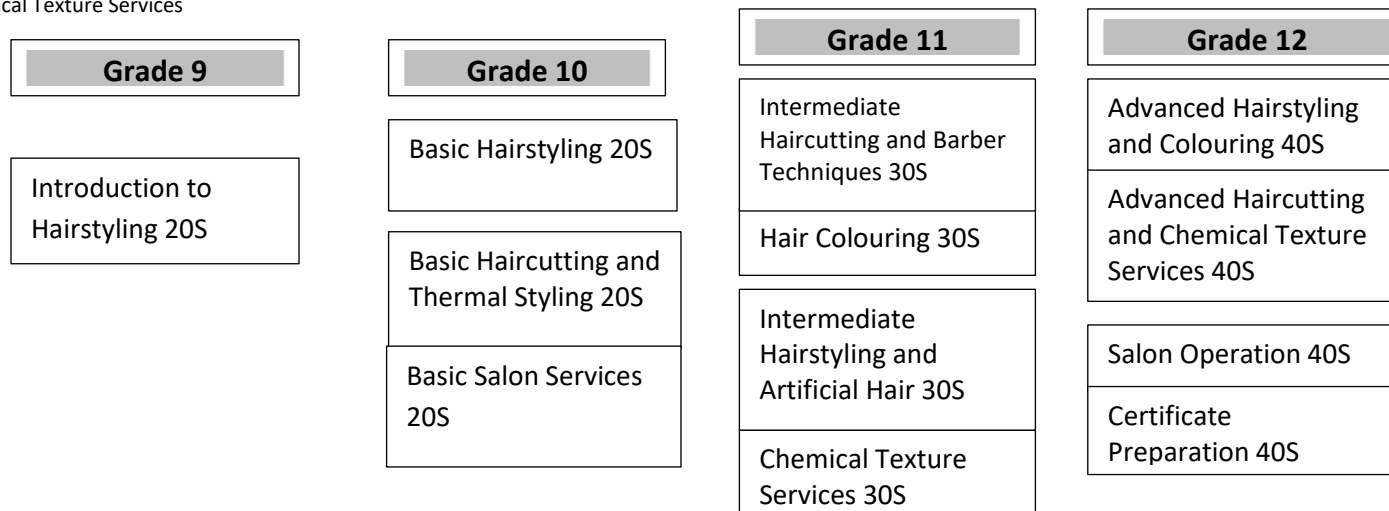 ical Texture Services
Grade 9
Introduction to
Hairstyling 20S
Grade 10
Basic Hairstyling 20S
Basic Haircutting and
Thermal Styling 20S
Basic Salon Services
20S
Grade 11
Intermediate
Haircutting and Barber
Techniques 30S
Hair Colouring 30S
Intermediate
Hairstyling and
Artificial Hair 30S
Chemical Texture
Services 30S
Grade 12
Advanced Hairstyling
and Colouring 40S
Advanced Haircutting
and Chemical Texture
Services 40S
Salon Operation 40S
Certificate
Preparation 40S